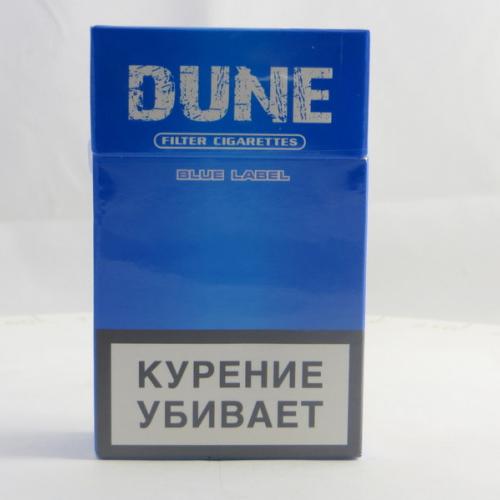 DUNE
FILTER CIGARETTES
BLUE LABEL
КУРЕНИЕ
УБИВАЕТ